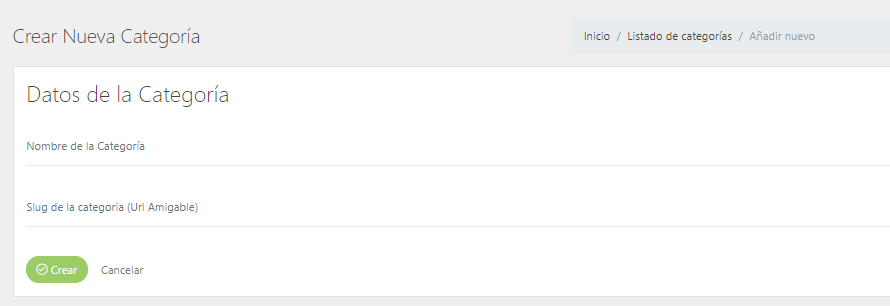 Crear Nueva Categoría
Inicio / Listado de categorías / Añadir nuevo
Datos de la Categoría
Nombre de la Categoría
Slug de la categoria (Url Amigable)
Crear Cancelar